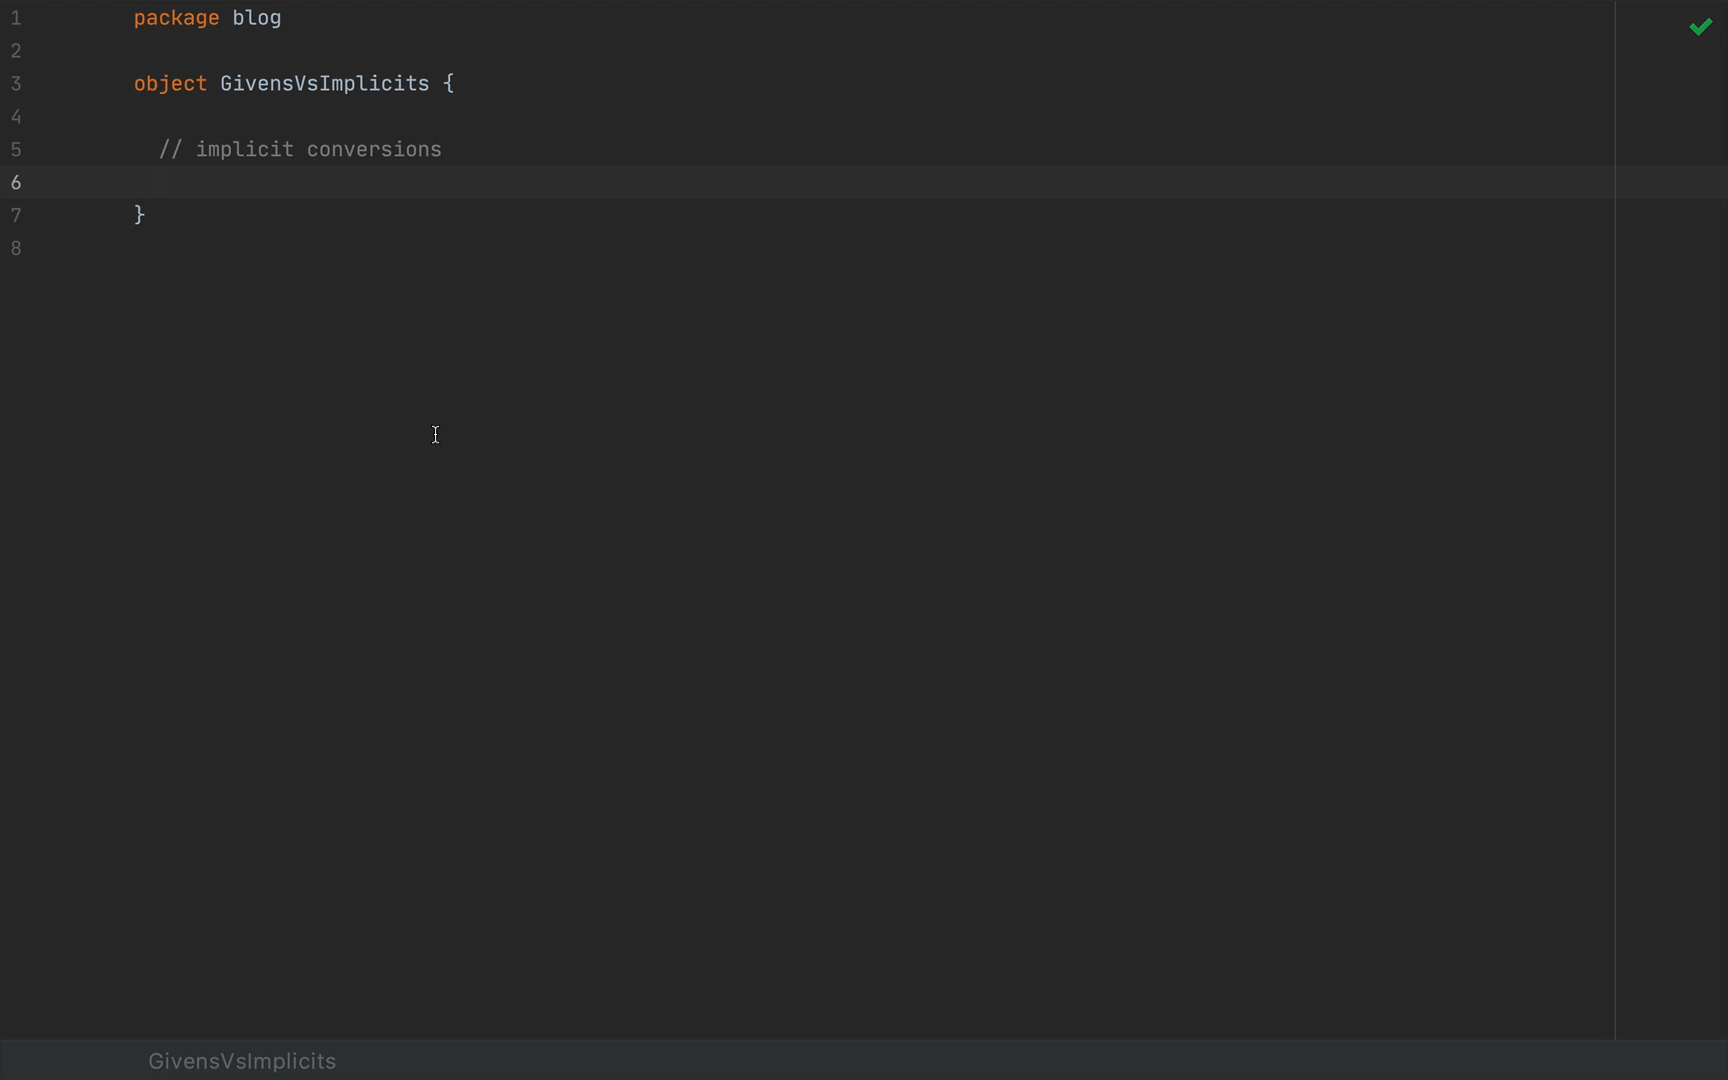 1 package blog
2
3 object GivensVsImplicits {
4
5 // implicit conversions
6
7 }
8
GivensVsImplicits